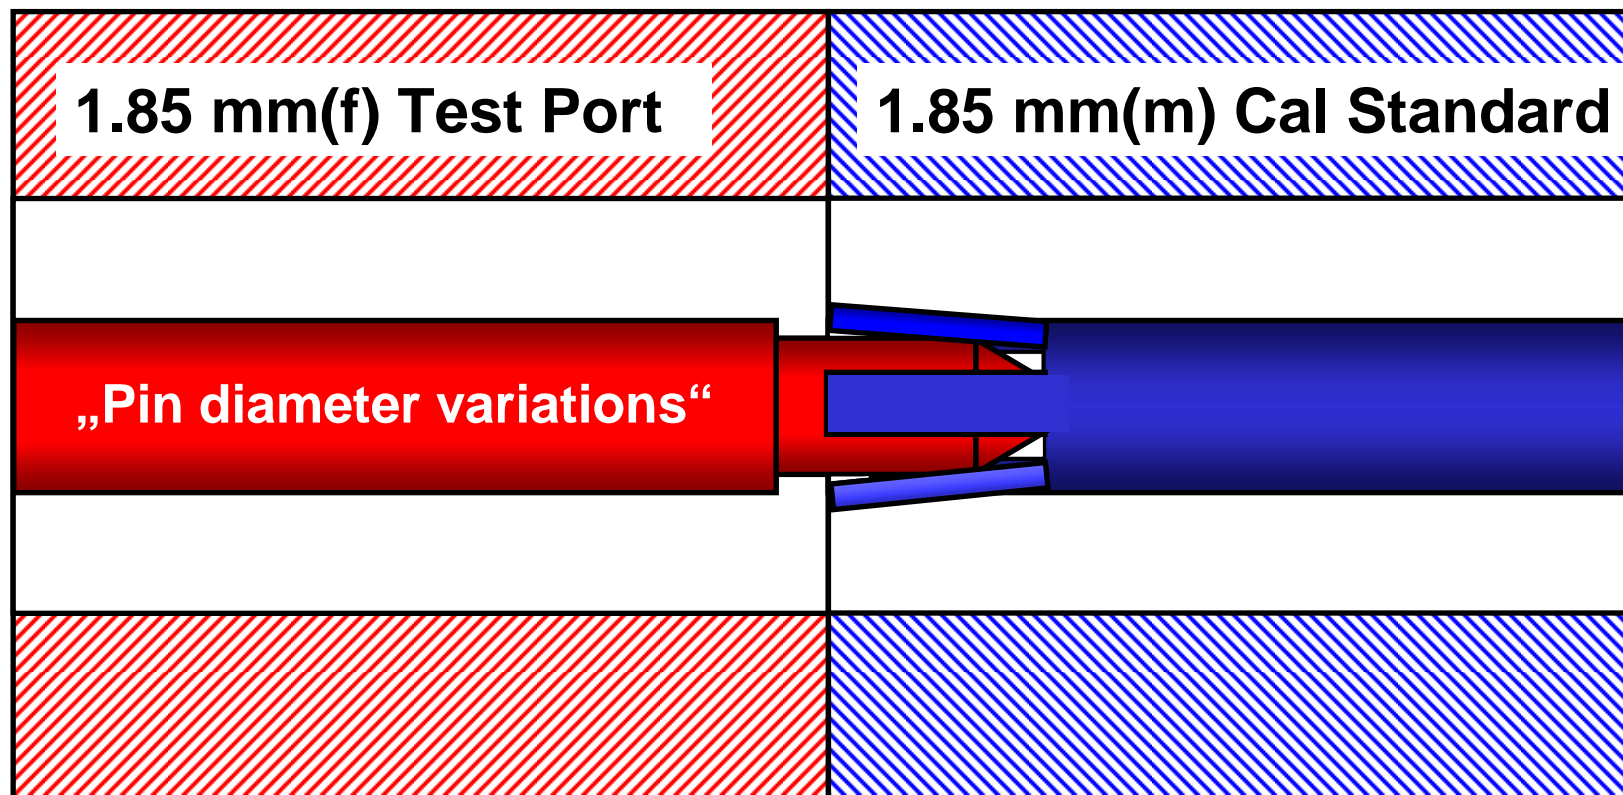 1.85 mm(f) Test Port
1.85 mm(m) Cal Standard
„Pin diameter variations“